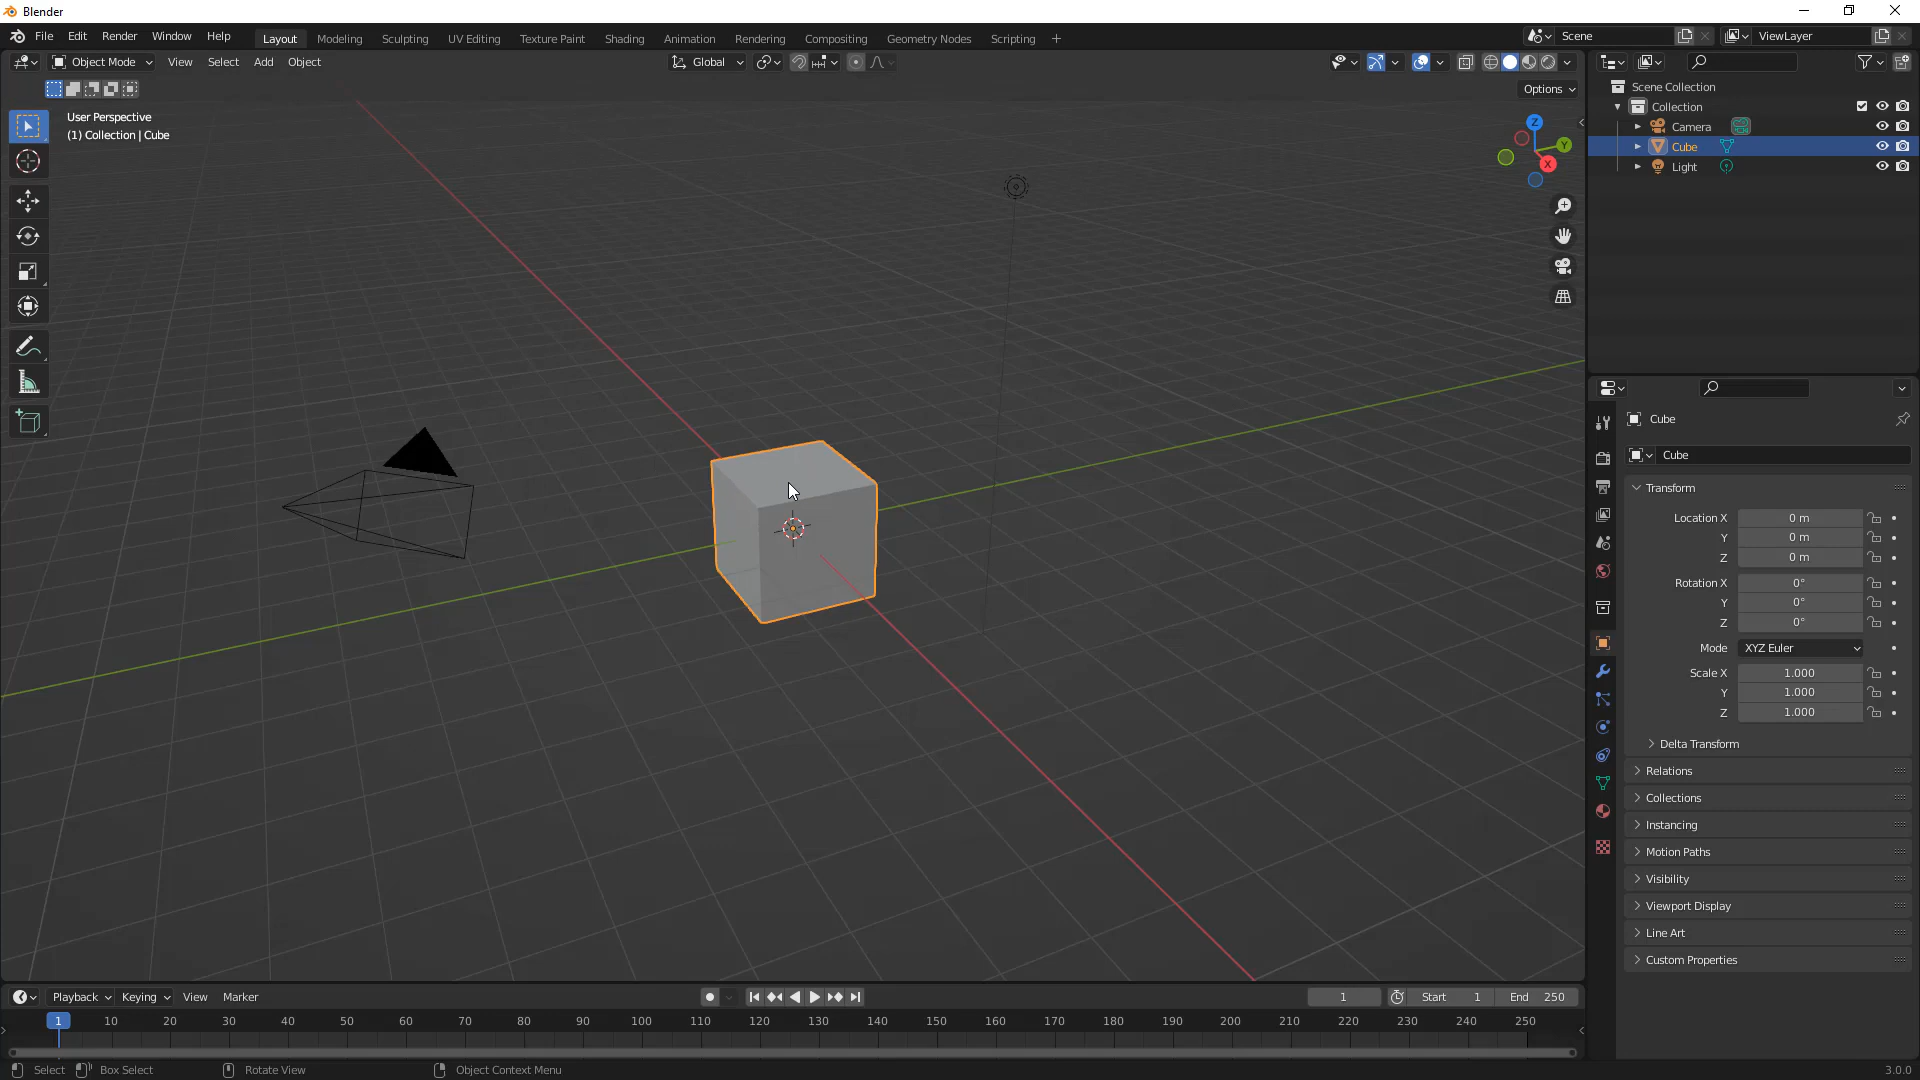 Blender
File Edit Render Window Help Layout Modeling Sculpting UV Editing Texture Paint Shading Animation Rendering Compositing Geometry Nodes Scripting + Scene ViewLayer
Object Mode View Select Add Object Global
Options
User Perspective
(1) Collection | Cube
Z
Y
X
Scene Collection
Collection
Camera
Cube
Light
Cube
Cube
Transform
Location X 0 m
Y 0 m
Z 0 m
Rotation X 0°
Y 0°
Z 0°
Mode XYZ Euler
Scale X 1.000
Y 1.000
Z 1.000
Delta Transform
Relations
Collections
Instancing
Motion Paths
Visibility
Viewport Display
Line Art
Custom Properties
Playback Keying View Marker 1 Start 1 End 250
1 10 20 30 40 50 60 70 80 90 100 110 120 130 140 150 160 170 180 190 200 210 220 230 240 250
Select Box Select Rotate View Object Context Menu 3.0.0